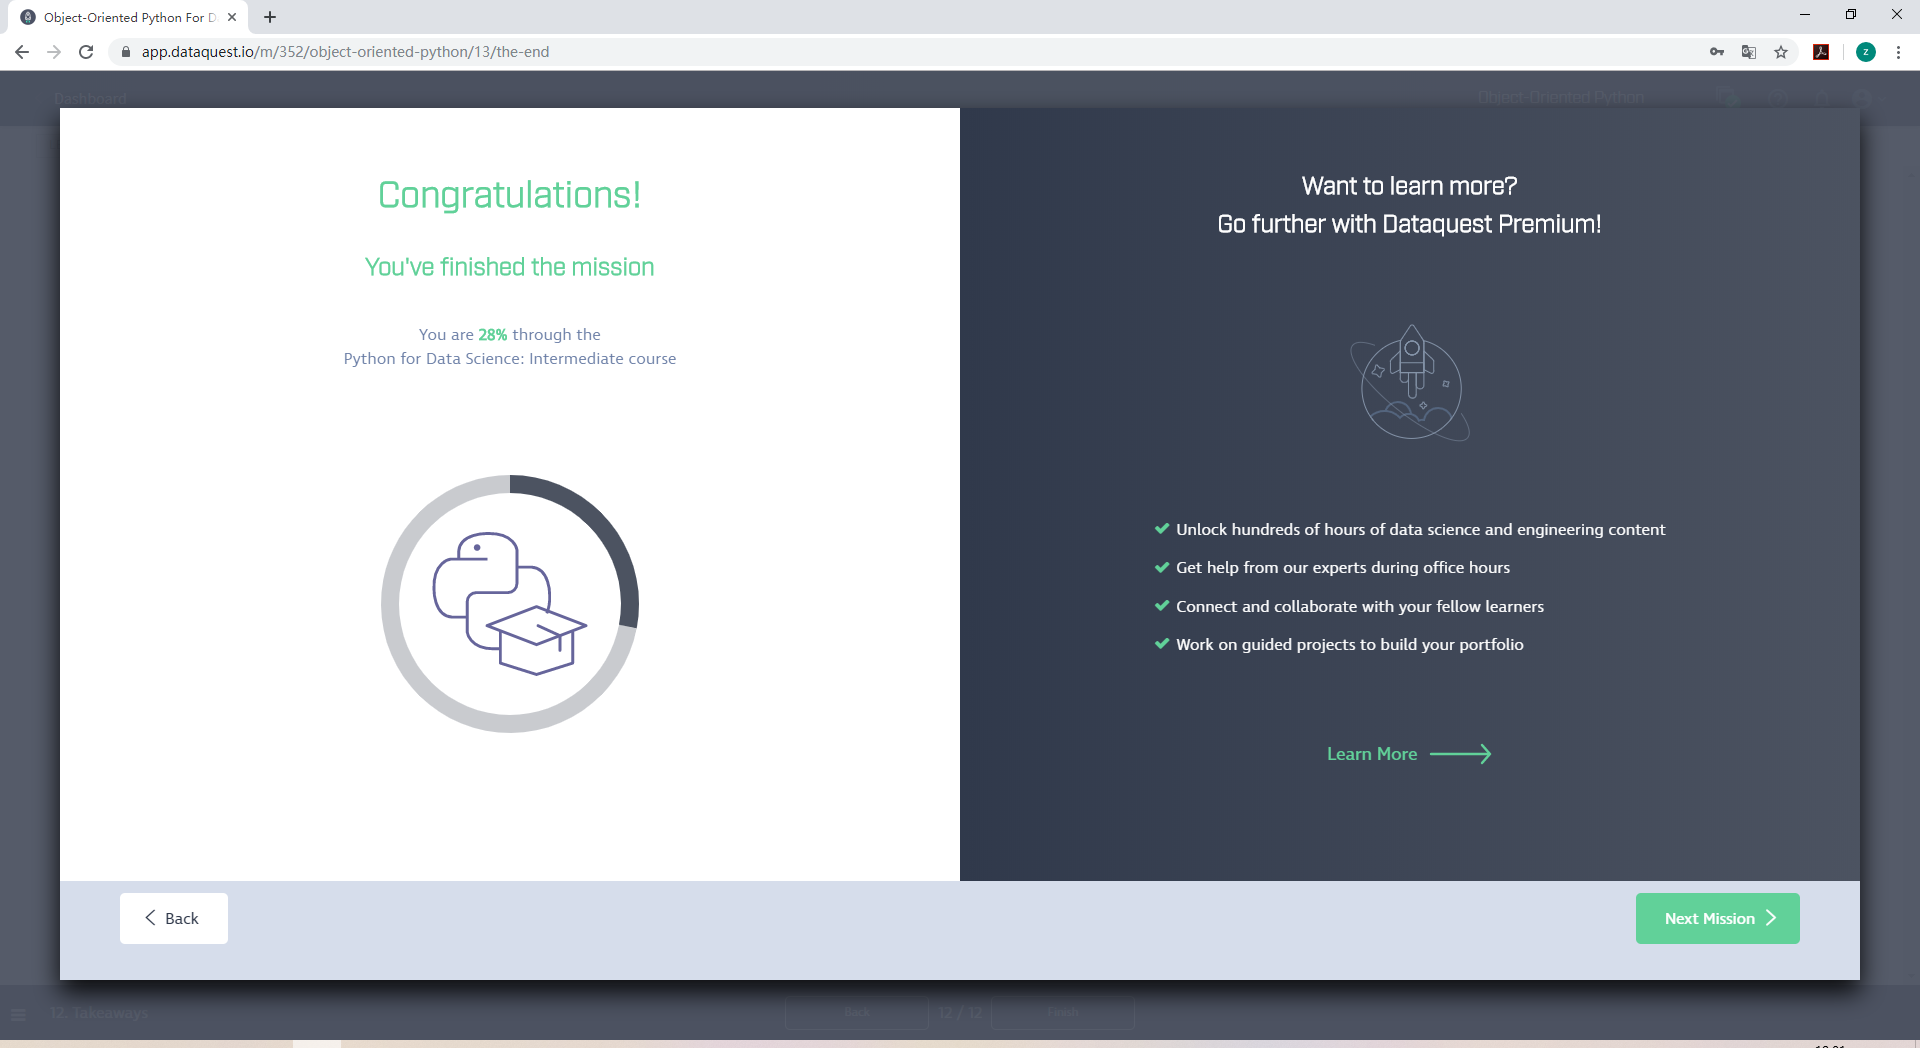 Object-Oriented Python For D
app.dataquest.io/m/352/object-oriented-python/13/the-end
z
Dashboard
Object-Oriented Python
Congratulations!
You've finished the mission
You are 28% through the
Python for Data Science: Intermediate course
Want to learn more?
Go further with Dataquest Premium!
Unlock hundreds of hours of data science and engineering content
Get help from our experts during office hours
Connect and collaborate with your fellow learners
Work on guided projects to build your portfolio
Learn More
Back
Next Mission
12. Takeaways
Back
12 / 12
Finish